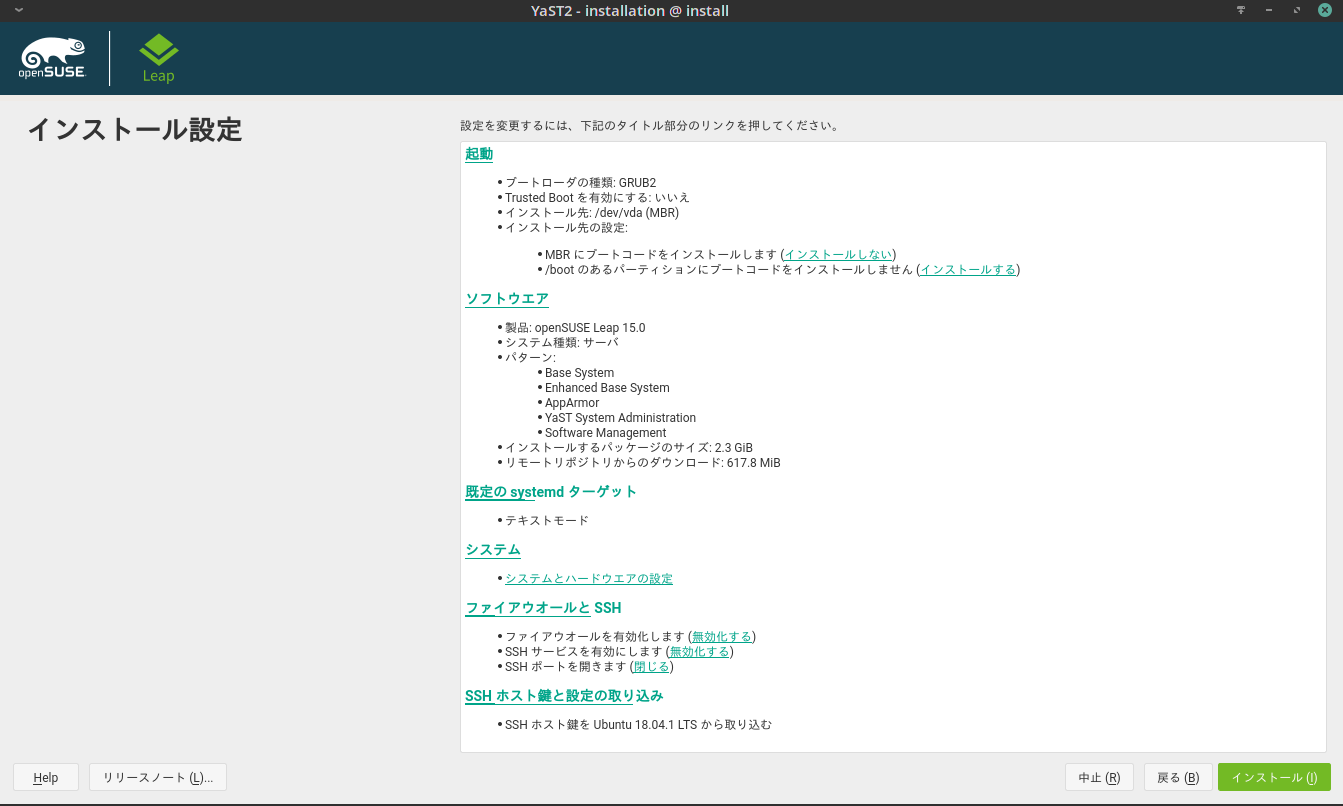 YaST2 - installation @ install
openSUSE.
Leap
インストール設定
設定を変更するには、下記のタイトル部分のリンクを押してください。
起動
• ブートローダの種類: GRUB2
• Trusted Boot を有効にする: いいえ
• インストール先: /dev/vda (MBR)
• インストール先の設定:
• MBR にブートコードをインストールします (インストールしない)
• /boot のあるパーティションにブートコードをインストールしません (インストールする)
ソフトウエア
• 製品: openSUSE Leap 15.0
• システム種類: サーバ
• パターン:
• Base System
• Enhanced Base System
• AppArmor
• YaST System Administration
• Software Management
• インストールするパッケージのサイズ: 2.3 GiB
• リモートリポジトリからのダウンロード: 617.8 MiB
既定の systemd ターゲット
• テキストモード
システム
• システムとハードウエアの設定
ファイアウオールと SSH
• ファイアウオールを有効化します (無効化する)
• SSH サービスを有効にします (無効化する)
• SSH ポートを開きます (閉じる)
SSH ホスト鍵と設定の取り込み
• SSH ホスト鍵を Ubuntu 18.04.1 LTS から取り込む
Help リリースノート (L)... 中止 (R) 戻る (B) インストール (I)